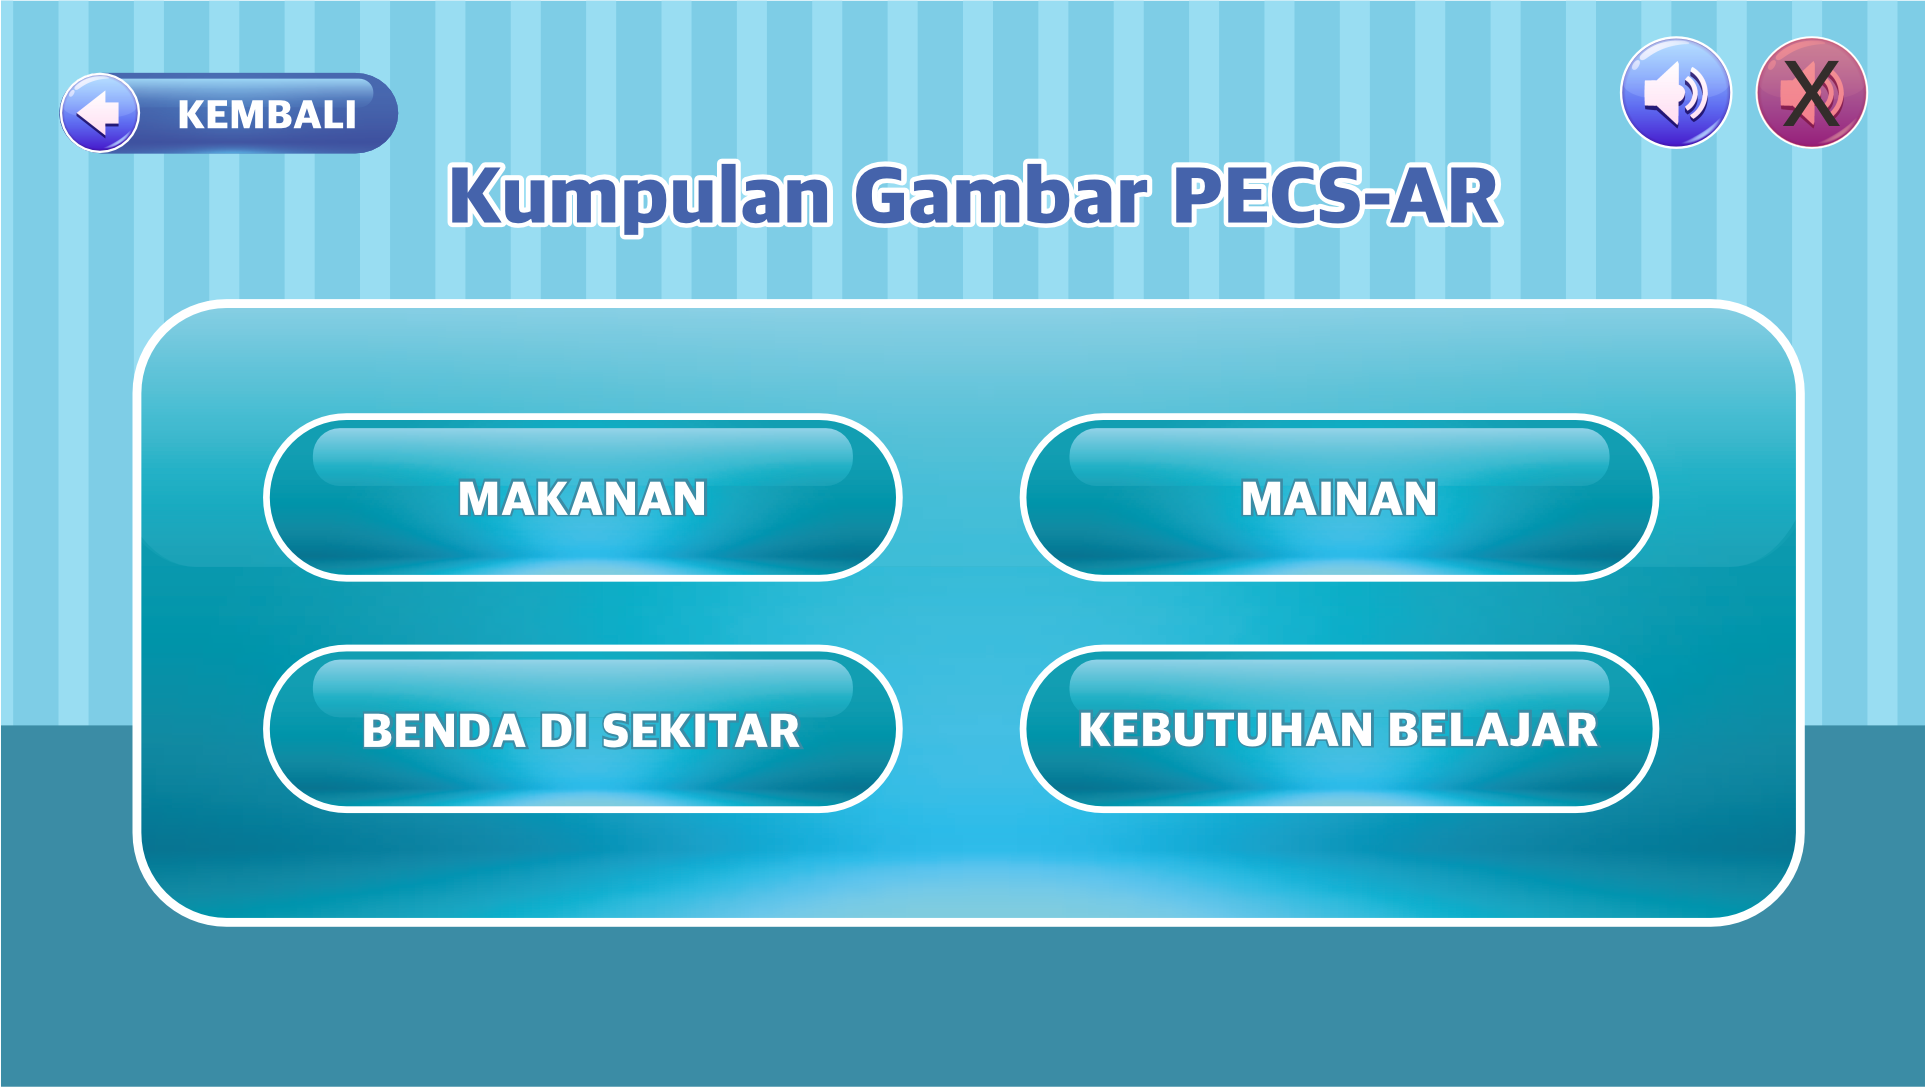 KEMBALI
X
Kumpulan Gambar PECS-AR
MAKANAN
MAINAN
BENDA DI SEKITAR
KEBUTUHAN BELAJAR